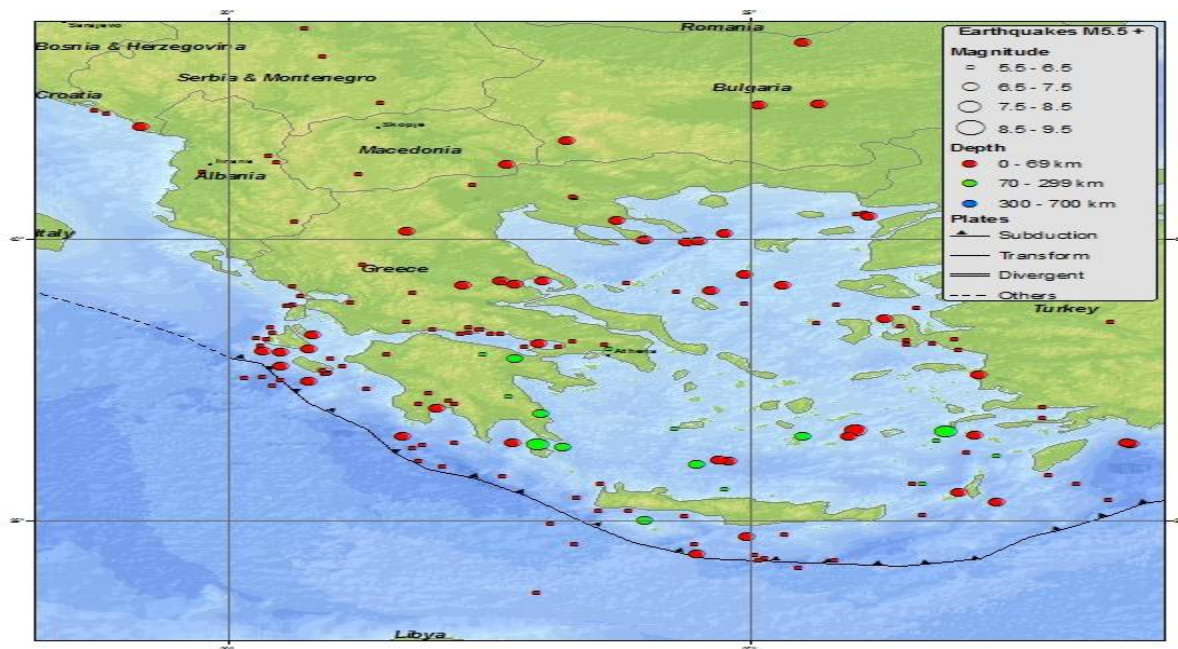 Sarajevo
Romania
Bosnia & Herzegovina
Serbia & Montenegro
Bulgaria
Croatia
Skopje
Macedonia
Tirana
Albania
Italy
Greece
Turkey
Athens
Libya
Earthquakes M5.5 +
Magnitude
5.5 - 6.5
6.5 - 7.5
7.5 - 8.5
8.5 - 9.5
Depth
0 - 69 km
70 - 299 km
300 - 700 km
Plates
Subduction
Transform
Divergent
Others